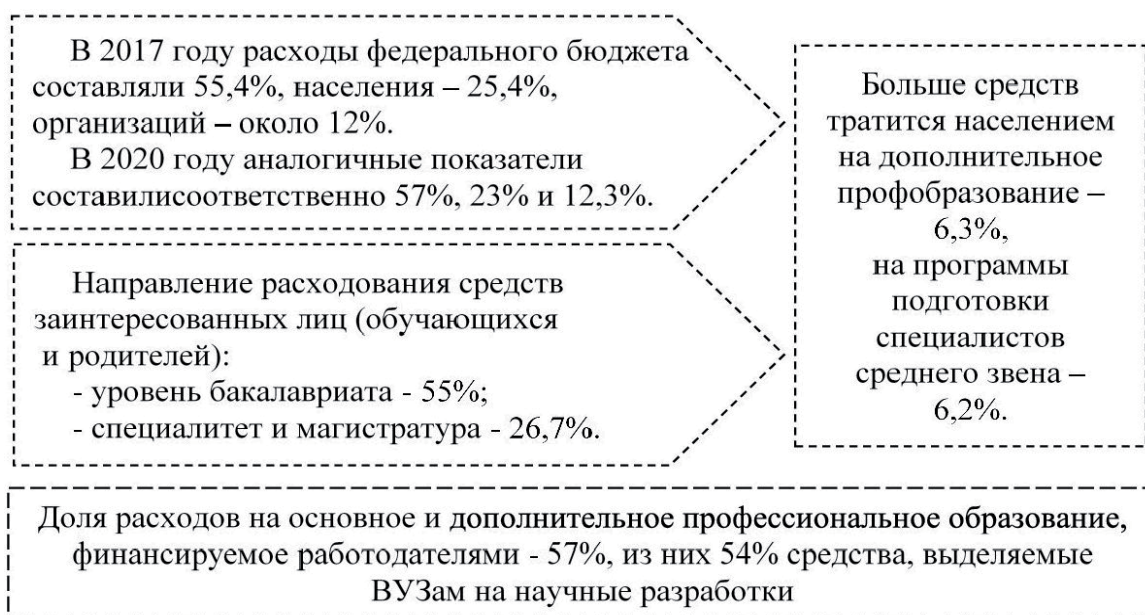 В 2017 году расходы федерального бюджета
составляли 55,4%, населения – 25,4%,
организаций – около 12%.
В 2020 году аналогичные показатели
составилисоответственно 57%, 23% и 12,3%.
Направление расходования средств
заинтересованных лиц (обучающихся
и родителей):
- уровень бакалавриата - 55%;
- специалитет и магистратура - 26,7%.
Больше средств
тратится населением
на дополнительное
профобразование –
6,3%,
на программы
подготовки
специалистов
среднего звена –
6,2%.
Доля расходов на основное и дополнительное профессиональное образование,
финансируемое работодателями - 57%, из них 54% средства, выделяемые
ВУЗам на научные разработки